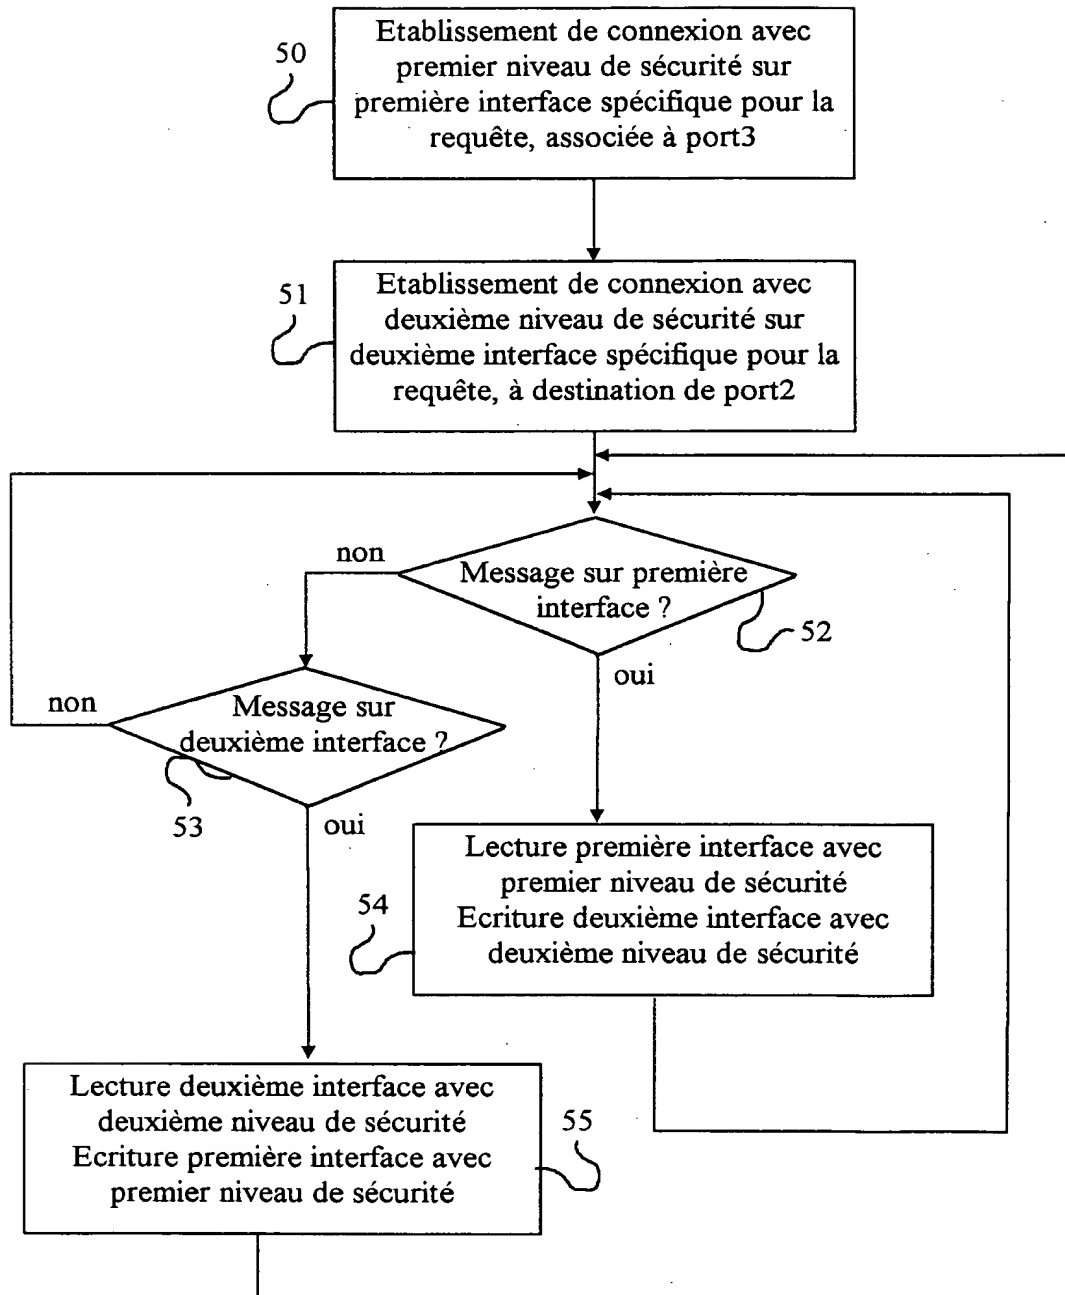 50
Etablissement de connexion avec
premier niveau de sécurité sur
première interface spécifique pour la
requête, associée à port3
51
Etablissement de connexion avec
deuxième niveau de sécurité sur
deuxième interface spécifique pour la
requête, à destination de port2
non
Message sur première
interface ?
52
oui
non
Message sur
deuxième interface ?
53
oui
54
Lecture première interface avec
premier niveau de sécurité
Ecriture deuxième interface avec
deuxième niveau de sécurité
Lecture deuxième interface avec
deuxième niveau de sécurité
Ecriture première interface avec
premier niveau de sécurité
55